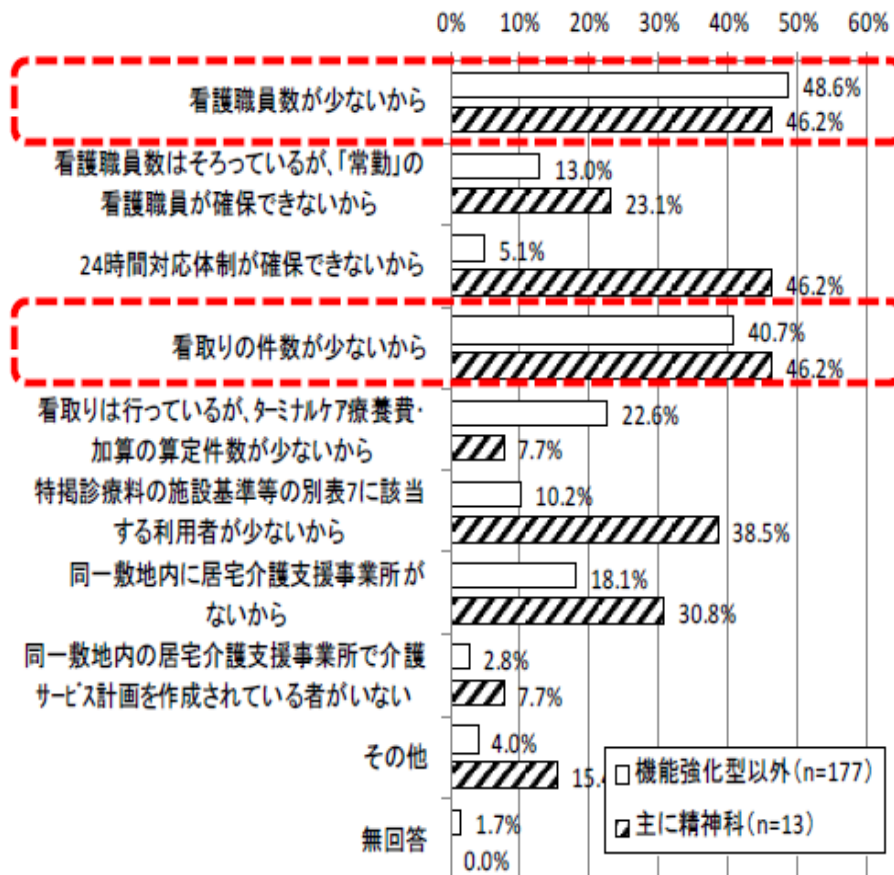 0% 10% 20% 30% 40% 50% 60%
看護職員数が少ないから
48.6%
46.2%
看護職員数はそろっているが、「常勤」の
看護職員が確保できないから
13.0%
23.1%
24時間対応体制が確保できないから
5.1%
46.2%
看取りの件数が少ないから
40.7%
46.2%
看取りは行っているが、ターミナルケア療養費・
加算の算定件数が少ないから
22.6%
7.7%
特掲診療料の施設基準等の別表7に該当
する利用者が少ないから
10.2%
38.5%
同一敷地内に居宅介護支援事業所が
ないから
18.1%
30.8%
同一敷地内の居宅介護支援事業所で介護
サービス計画を作成されている者がいない
2.8%
7.7%
その他
4.0%
無回答
1.7%
0.0%
機能強化型以外(n=177)
主に精神科(n=13)